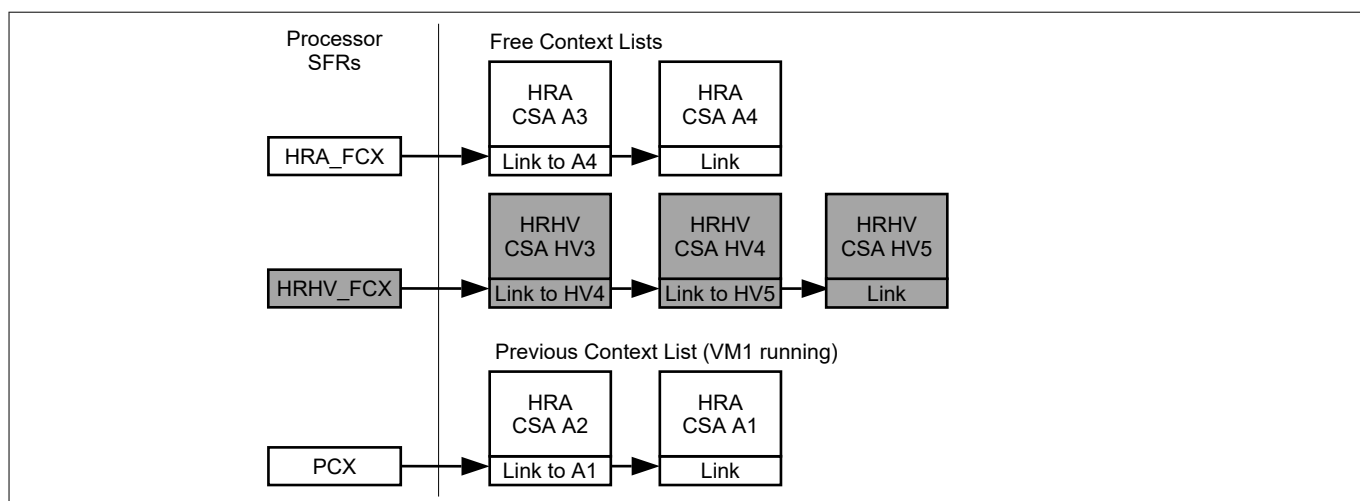 Processor
SFRs
Free Context Lists
HRA
CSA A3
HRA
CSA A4
HRA_FCX
Link to A4
Link
HRHV
CSA HV3
HRHV
CSA HV4
HRHV
CSA HV5
HRHV_FCX
Link to HV4
Link to HV5
Link
Previous Context List (VM1 running)
HRA
CSA A2
HRA
CSA A1
PCX
Link to A1
Link